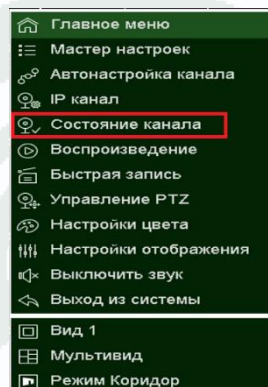 Главное меню
Мастер настроек
Автонастройка канала
IP канал
Состояние канала
Воспроизведение
Быстрая запись
Управление PTZ
Настройки цвета
Настройки отображения
Выключить звук
Выход из системы
Вид 1
Мультивид
Режим Коридор